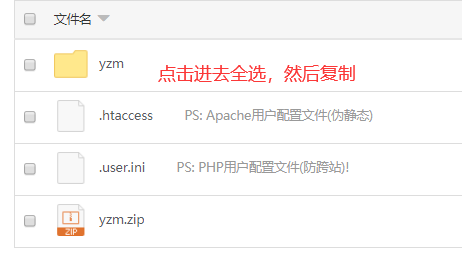 文件名
yzm
点击进去全选，然后复制
.htaccess PS: Apache用户配置文件(伪静态)
.user.ini PS: PHP用户配置文件(防跨站)!
ZIP yzm.zip